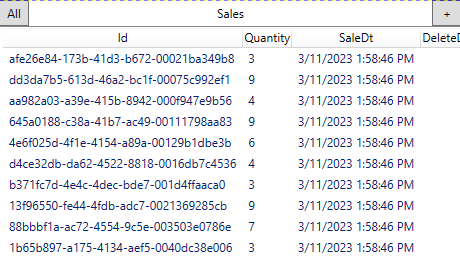 All Sales +
Id Quantity SaleDt DeleteD
afe26e84-173b-41d3-b672-00021ba349b8 3 3/11/2023 1:58:46 PM
dd3da7b5-613d-46a2-bc1f-00075c992ef1 9 3/11/2023 1:58:46 PM
aa982a03-a39e-415b-8942-000f947e9b56 4 3/11/2023 1:58:46 PM
645a0188-c38a-41b7-ac49-00111798aa83 9 3/11/2023 1:58:46 PM
4e6f025d-4f1e-4154-a89a-00129b1dbe3b 6 3/11/2023 1:58:46 PM
d4ce32db-da62-4522-8818-0016db7c4536 4 3/11/2023 1:58:46 PM
b371fc7d-4e4c-4dec-bde7-001d4ffaaca0 3 3/11/2023 1:58:46 PM
13f96550-fe44-4fdb-adc7-0021369285cb 9 3/11/2023 1:58:46 PM
88bbbf1a-ac72-4554-9c5e-003503e0786e 7 3/11/2023 1:58:46 PM
1b65b897-a175-4134-aef5-0040dc38e006 3 3/11/2023 1:58:46 PM